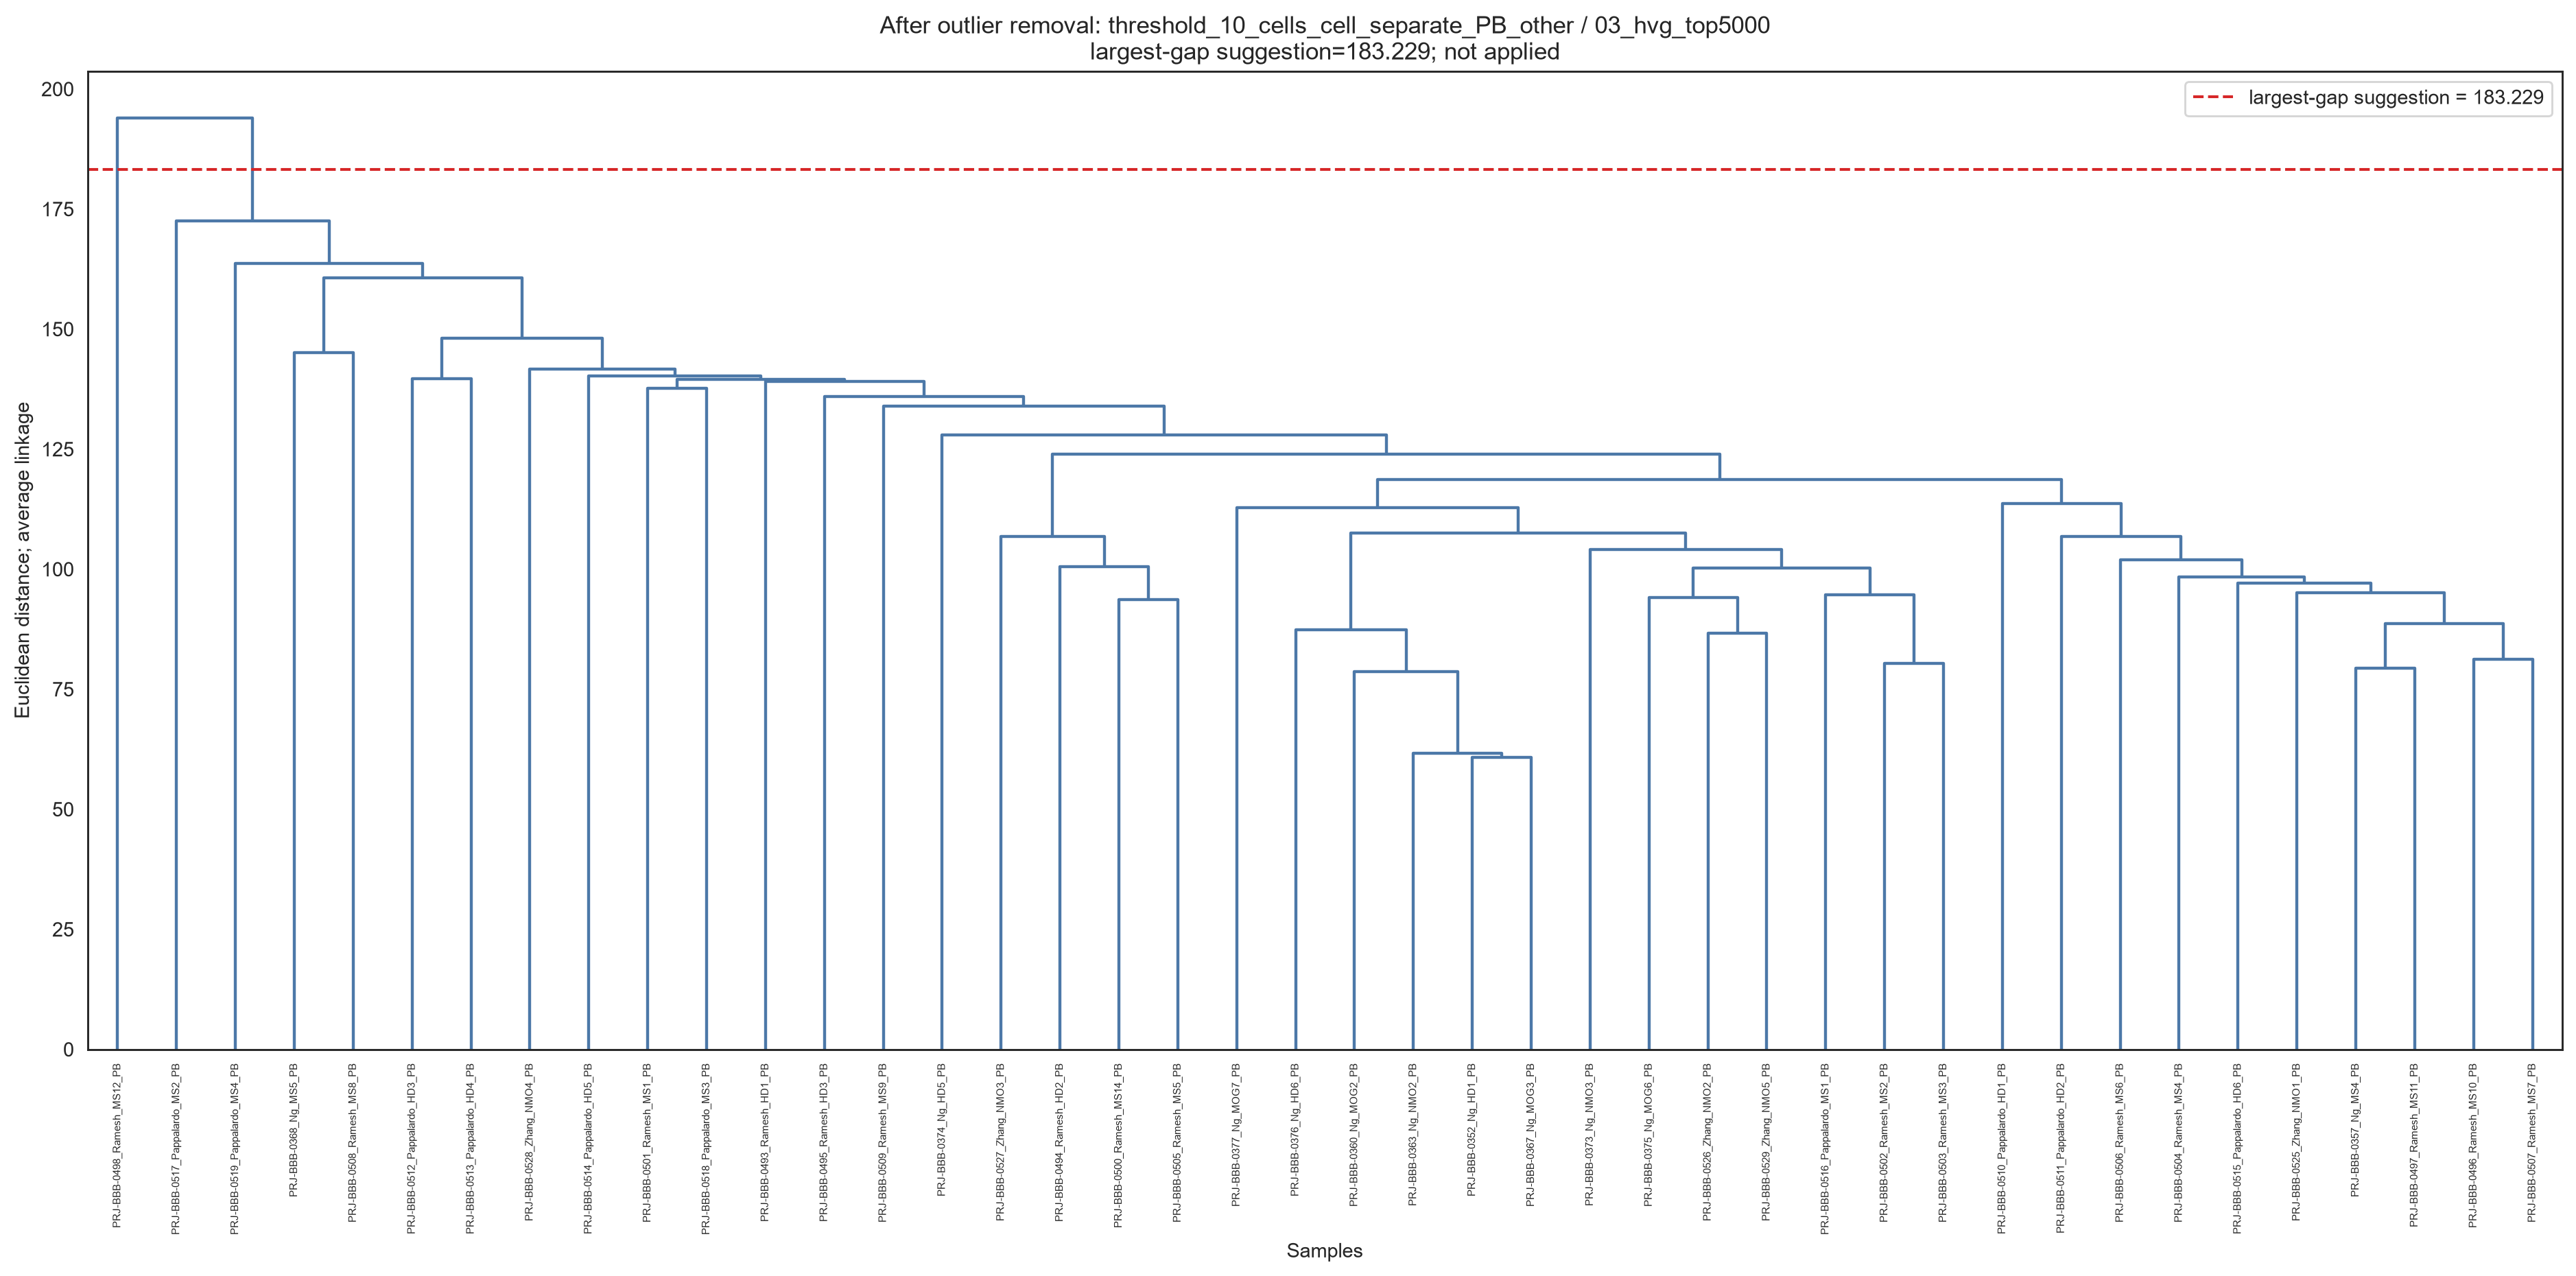 After outlier removal: threshold_10_cells_cell_separate_PB_other / 03_hvg_top5000
largest-gap suggestion=183.229; not applied
largest-gap suggestion = 183.229
Euclidean distance; average linkage
200
175
150
125
100
75
50
25
0
PRJ-BBB-0498_Ramesh_MS12_PB
PRJ-BBB-0517_Pappalardo_MS2_PB
PRJ-BBB-0519_Pappalardo_MS4_PB
PRJ-BBB-0368_Ng_MS5_PB
PRJ-BBB-0508_Ramesh_MS8_PB
PRJ-BBB-0512_Pappalardo_HD3_PB
PRJ-BBB-0513_Pappalardo_HD4_PB
PRJ-BBB-0528_Zhang_NMO4_PB
PRJ-BBB-0514_Pappalardo_HD5_PB
PRJ-BBB-0501_Ramesh_MS1_PB
PRJ-BBB-0518_Pappalardo_MS3_PB
PRJ-BBB-0493_Ramesh_HD1_PB
PRJ-BBB-0495_Ramesh_HD3_PB
PRJ-BBB-0509_Ramesh_MS9_PB
PRJ-BBB-0374_Ng_HD5_PB
PRJ-BBB-0527_Zhang_NMO3_PB
PRJ-BBB-0494_Ramesh_HD2_PB
PRJ-BBB-0500_Ramesh_MS14_PB
PRJ-BBB-0505_Ramesh_MS5_PB
PRJ-BBB-0377_Ng_MOG7_PB
PRJ-BBB-0376_Ng_HD6_PB
PRJ-BBB-0360_Ng_MOG2_PB
PRJ-BBB-0363_Ng_NMO2_PB
PRJ-BBB-0352_Ng_HD1_PB
PRJ-BBB-0367_Ng_MOG3_PB
PRJ-BBB-0373_Ng_NMO3_PB
PRJ-BBB-0375_Ng_MOG6_PB
PRJ-BBB-0526_Zhang_NMO2_PB
PRJ-BBB-0529_Zhang_NMO5_PB
PRJ-BBB-0516_Pappalardo_MS1_PB
PRJ-BBB-0502_Ramesh_MS2_PB
PRJ-BBB-0503_Ramesh_MS3_PB
PRJ-BBB-0510_Pappalardo_HD1_PB
PRJ-BBB-0511_Pappalardo_HD2_PB
PRJ-BBB-0506_Ramesh_MS6_PB
PRJ-BBB-0504_Ramesh_MS4_PB
PRJ-BBB-0515_Pappalardo_HD6_PB
PRJ-BBB-0525_Zhang_NMO1_PB
PRJ-BBB-0357_Ng_MS4_PB
PRJ-BBB-0497_Ramesh_MS11_PB
PRJ-BBB-0496_Ramesh_MS10_PB
PRJ-BBB-0507_Ramesh_MS7_PB
Samples